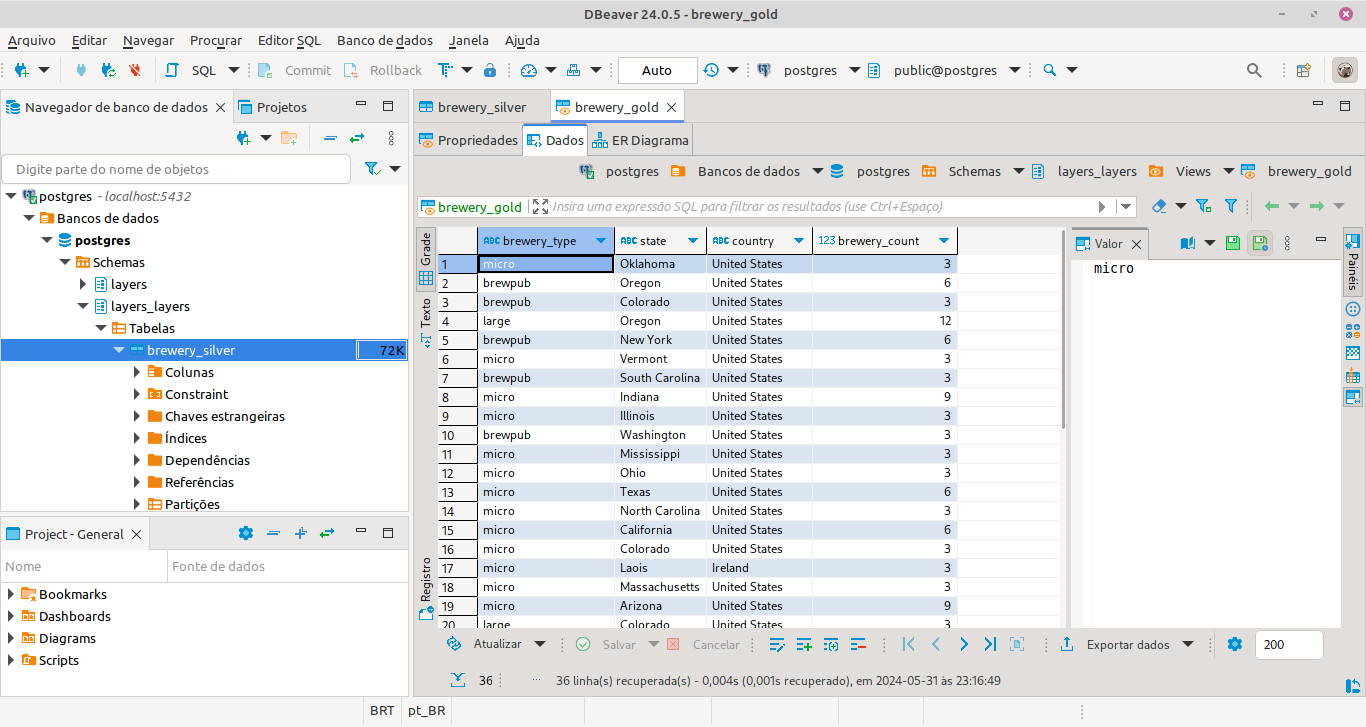 DBeaver 24.0.5 - brewery_gold
Arquivo Editar Navegar Procurar Editor SQL Banco de dados Janela Ajuda
SQL Commit Rollback Auto postgres public@postgres
Navegador de banco de dados Projetos
Digite parte do nome de objetos
postgres - localhost:5432
Bancos de dados
postgres
Schemas
layers
layers_layers
Tabelas
brewery_silver 72K
Colunas
Constraint
Chaves estrangeiras
Índices
Dependências
Referências
Partições
Project - General
Nome Fonte de dados
Bookmarks
Dashboards
Diagrams
Scripts
brewery_silver brewery_gold
Propriedades Dados ER Diagrama
postgres Bancos de dados postgres Schemas layers_layers Views brewery_gold
brewery_gold Insira uma expressão SQL para filtrar os resultados (use Ctrl+Espaço)
Grade
Texto
Registro
ABC brewery_type ABC state ABC country 123 brewery_count
1 micro Oklahoma United States 3
2 brewpub Oregon United States 6
3 brewpub Colorado United States 3
4 large Oregon United States 12
5 brewpub New York United States 6
6 micro Vermont United States 3
7 brewpub South Carolina United States 3
8 micro Indiana United States 9
9 micro Illinois United States 3
10 brewpub Washington United States 3
11 micro Mississippi United States 3
12 micro Ohio United States 3
13 micro Texas United States 6
14 micro North Carolina United States 3
15 micro California United States 6
16 micro Colorado United States 3
17 micro Laois Ireland 3
18 micro Massachusetts United States 3
19 micro Arizona United States 9
20 large Colorado United States 3
Valor
micro
Painéis
Atualizar Salvar Cancelar Exportar dados 200
36 ... 36 linha(s) recuperada(s) - 0,004s (0,001s recuperado), em 2024-05-31 às 23:16:49
BRT pt_BR